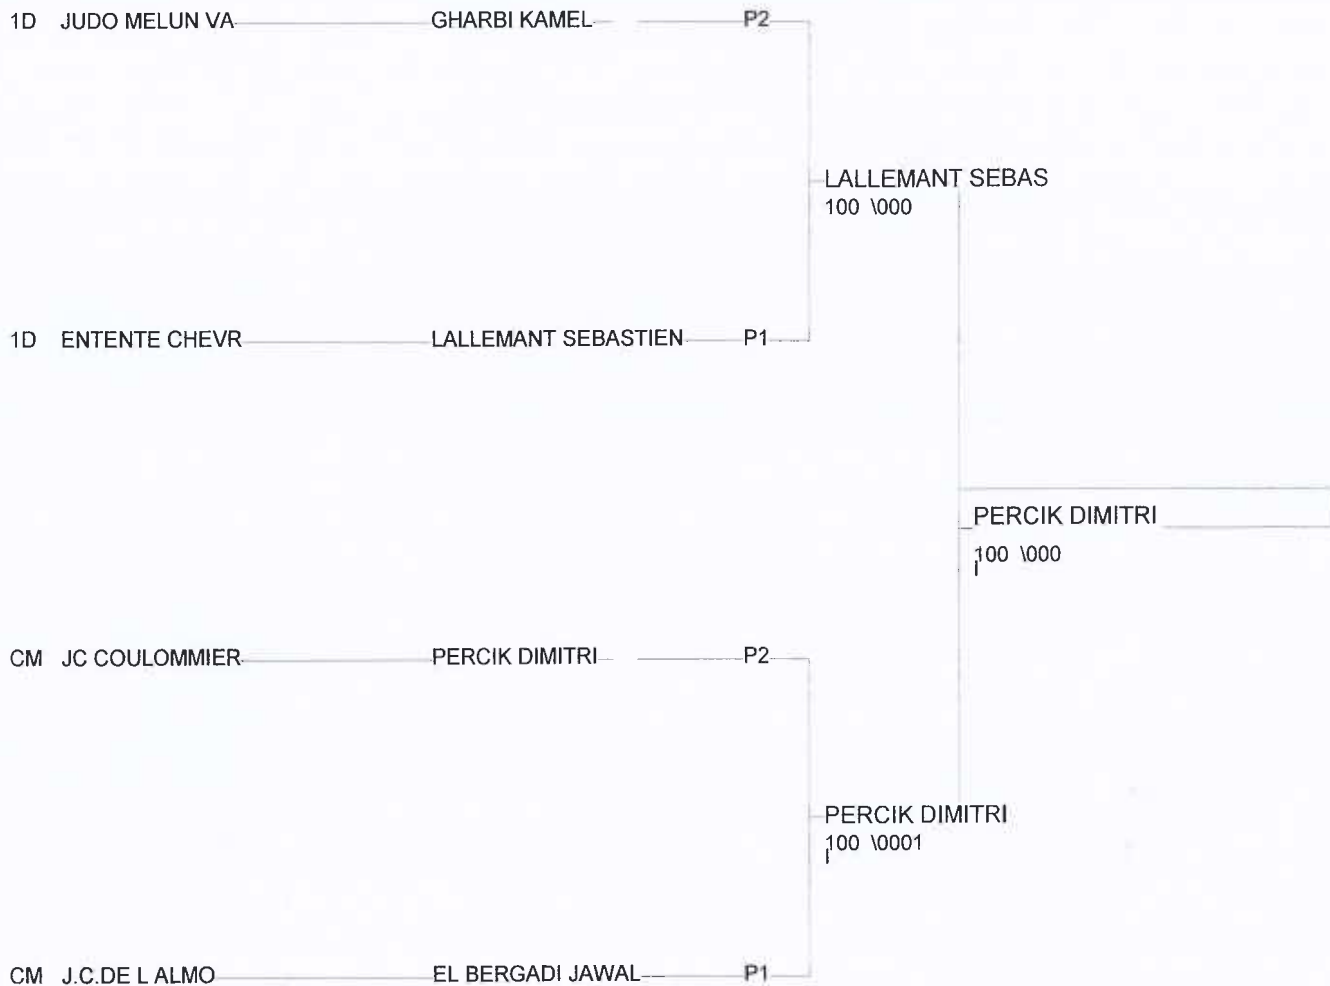 1D JUDO MELUN VA GHARBI KAMEL P2
LALLEMANT SEBAS
100 \000
1D ENTENTE CHEVR LALLEMANT SEBASTIEN P1
PERCIK DIMITRI
100 \000
CM JC COULOMMIER PERCIK DIMITRI P2
PERCIK DIMITRI
100 \0001
CM J.C.DE L ALMO EL BERGADI JAWAL P1